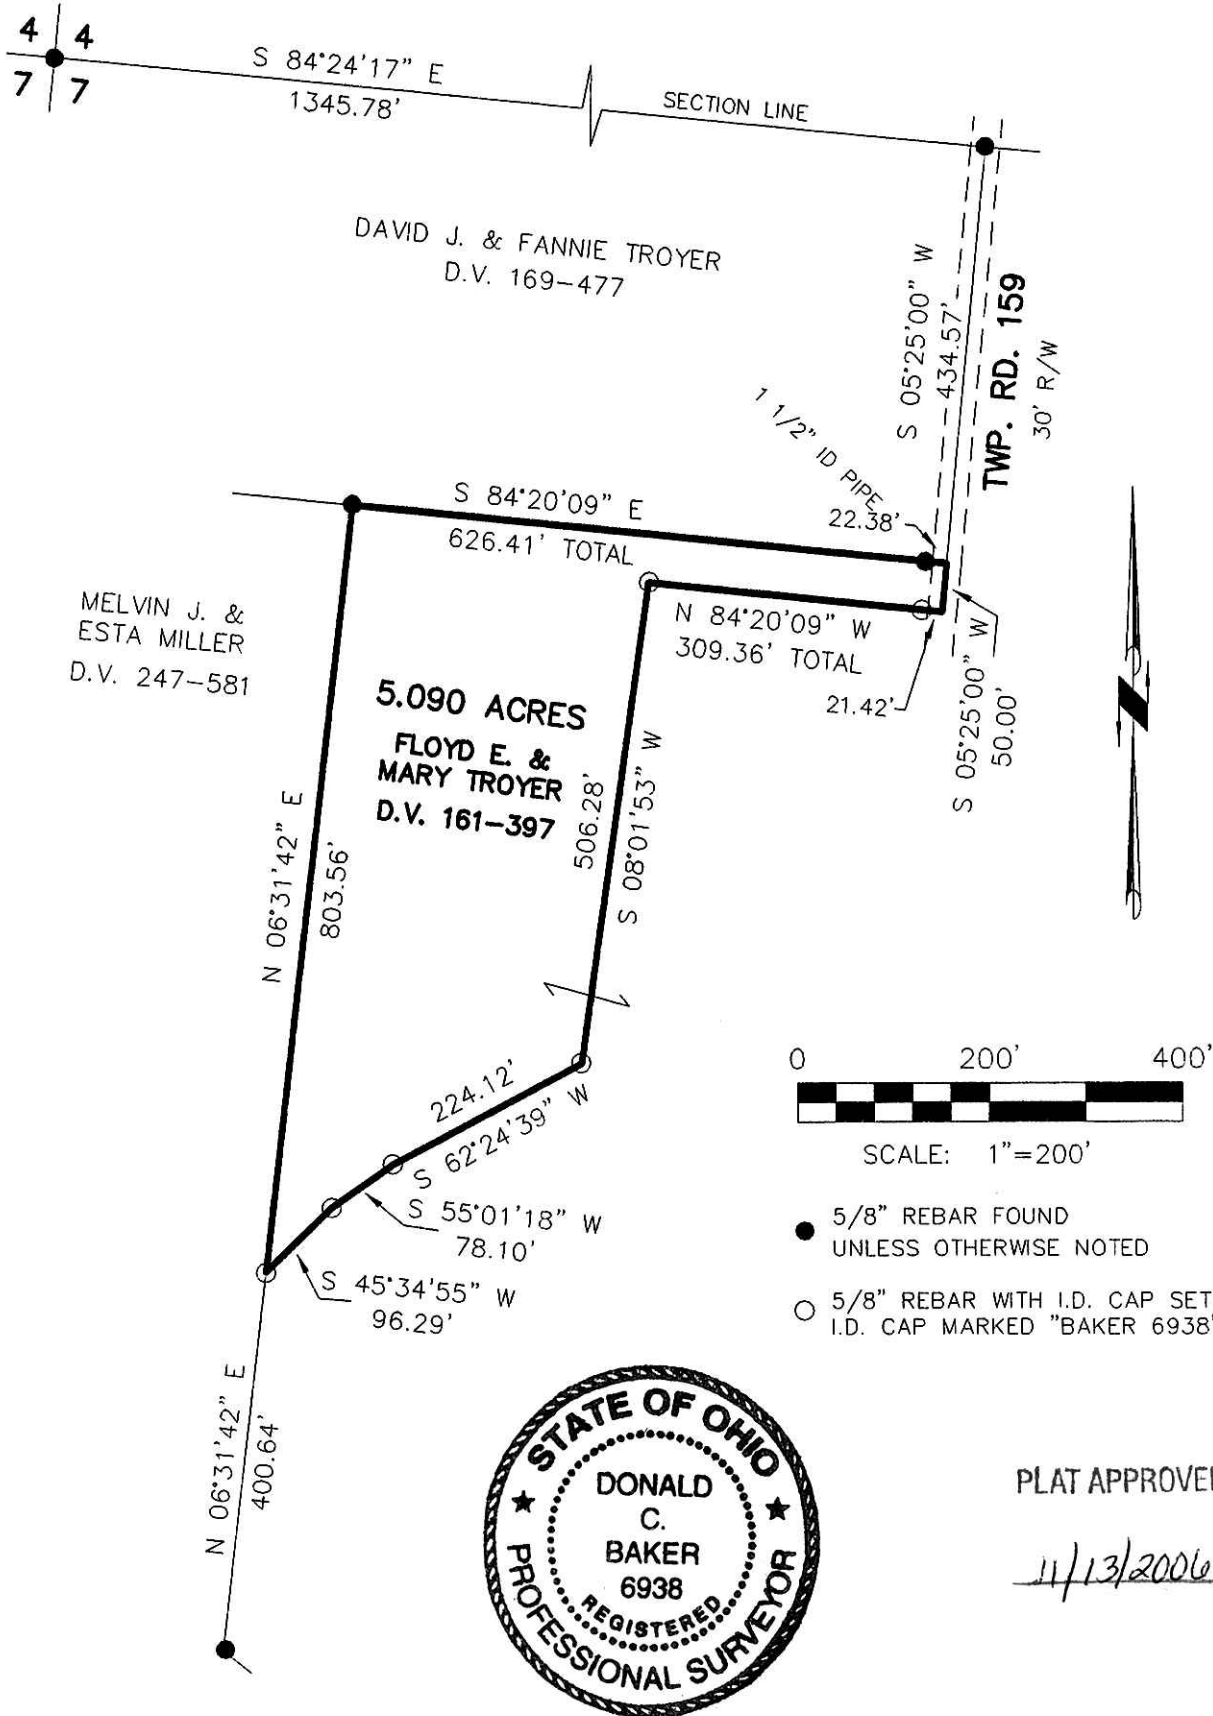 4 4
7 7
S 84°24'17" E
1345.78'
SECTION LINE
DAVID J. & FANNIE TROYER
D.V. 169-477
S 05°25'00" W
434.57'
TWP. RD. 159
30' R/W
1 1/2" ID PIPE
22.38'
S 84°20'09" E
626.41' TOTAL
N 84°20'09" W
309.36' TOTAL
21.42'
S 05°25'00" W
50.00'
MELVIN J. &
ESTA MILLER
D.V. 247-581
5.090 ACRES
FLOYD E. &
MARY TROYER
D.V. 161-397
N 06°31'42" E
803.56'
506.28'
S 08°01'53" W
224.12'
S 62°24'39" W
S 55°01'18" W
78.10'
S 45°34'55" W
96.29'
N 06°31'42" E
400.64'
0 200' 400'
SCALE: 1"=200'
5/8" REBAR FOUND
UNLESS OTHERWISE NOTED
5/8" REBAR WITH I.D. CAP SET
I.D. CAP MARKED "BAKER 6938"
STATE OF OHIO
DONALD
C.
BAKER
6938
REGISTERED
PROFESSIONAL SURVEYOR
PLAT APPROVED
11/13/2006